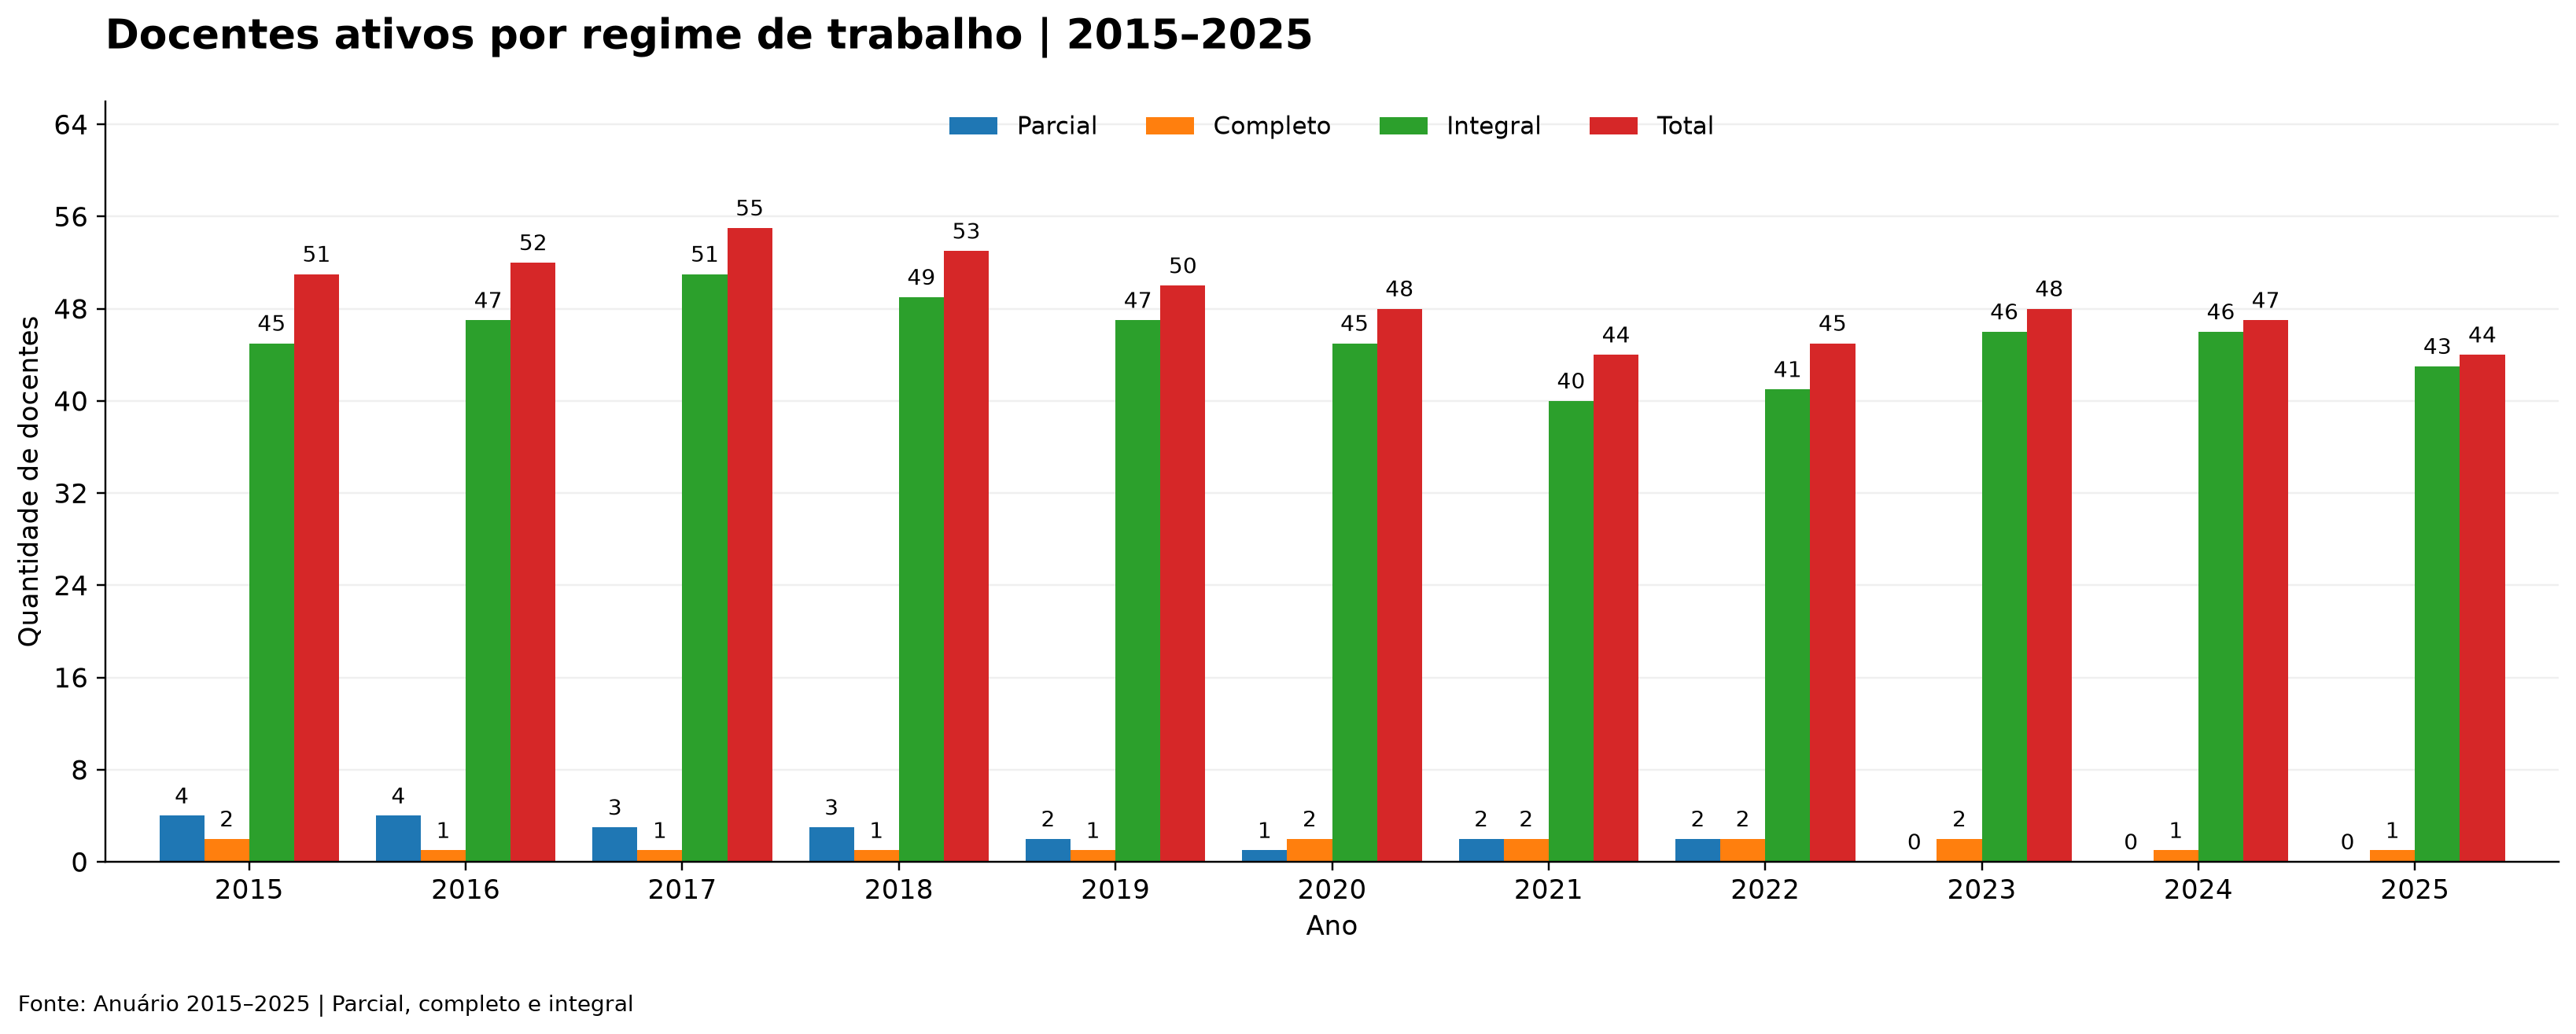 Docentes ativos por regime de trabalho | 2015–2025
Parcial Completo Integral Total
Quantidade de docentes
64
56
48
40
32
24
16
8
0
4 2 45 51
4 1 47 52
3 1 51 55
3 1 49 53
2 1 47 50
1 2 45 48
2 2 40 44
2 2 41 45
0 2 46 48
0 1 46 47
0 1 43 44
2015 2016 2017 2018 2019 2020 2021 2022 2023 2024 2025
Ano
Fonte: Anuário 2015–2025 | Parcial, completo e integral